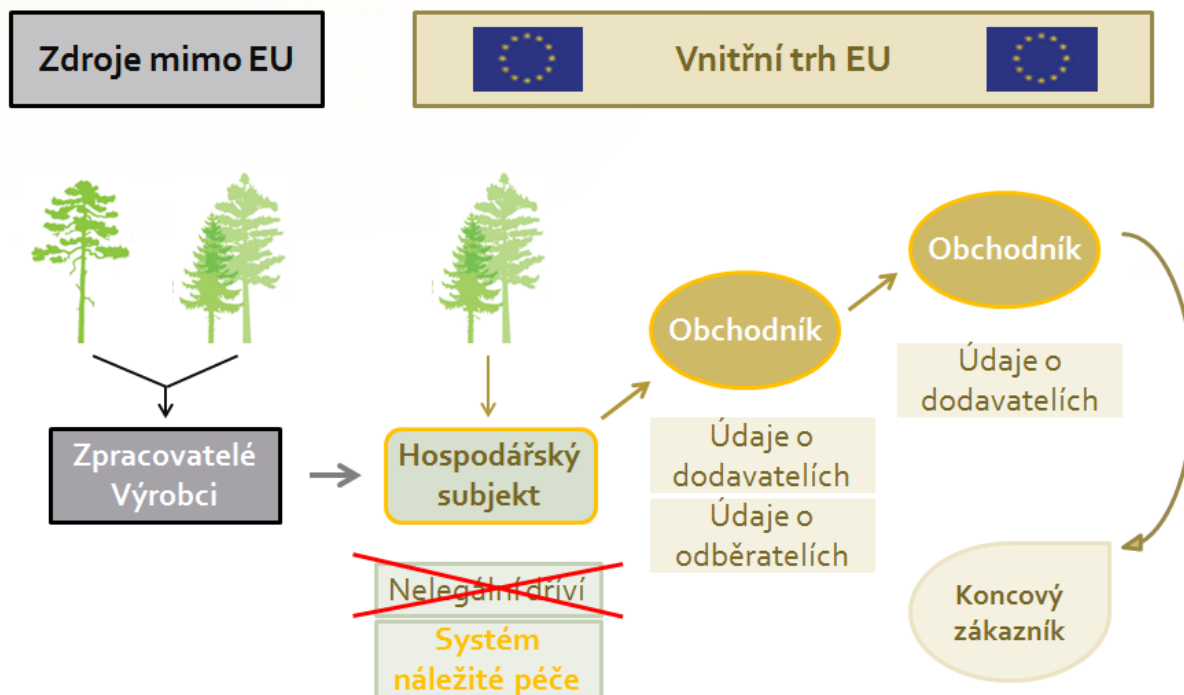 Zdroje mimo EU
Vnitřní trh EU
Obchodník
Obchodník
Údaje o
dodavatelích
Zpracovatelé
Výrobci
Hospodářský
subjekt
Údaje o
dodavatelích
Údaje o
odběratelích
Nelegální dříví
Systém
náležité péče
Koncový
zákazník